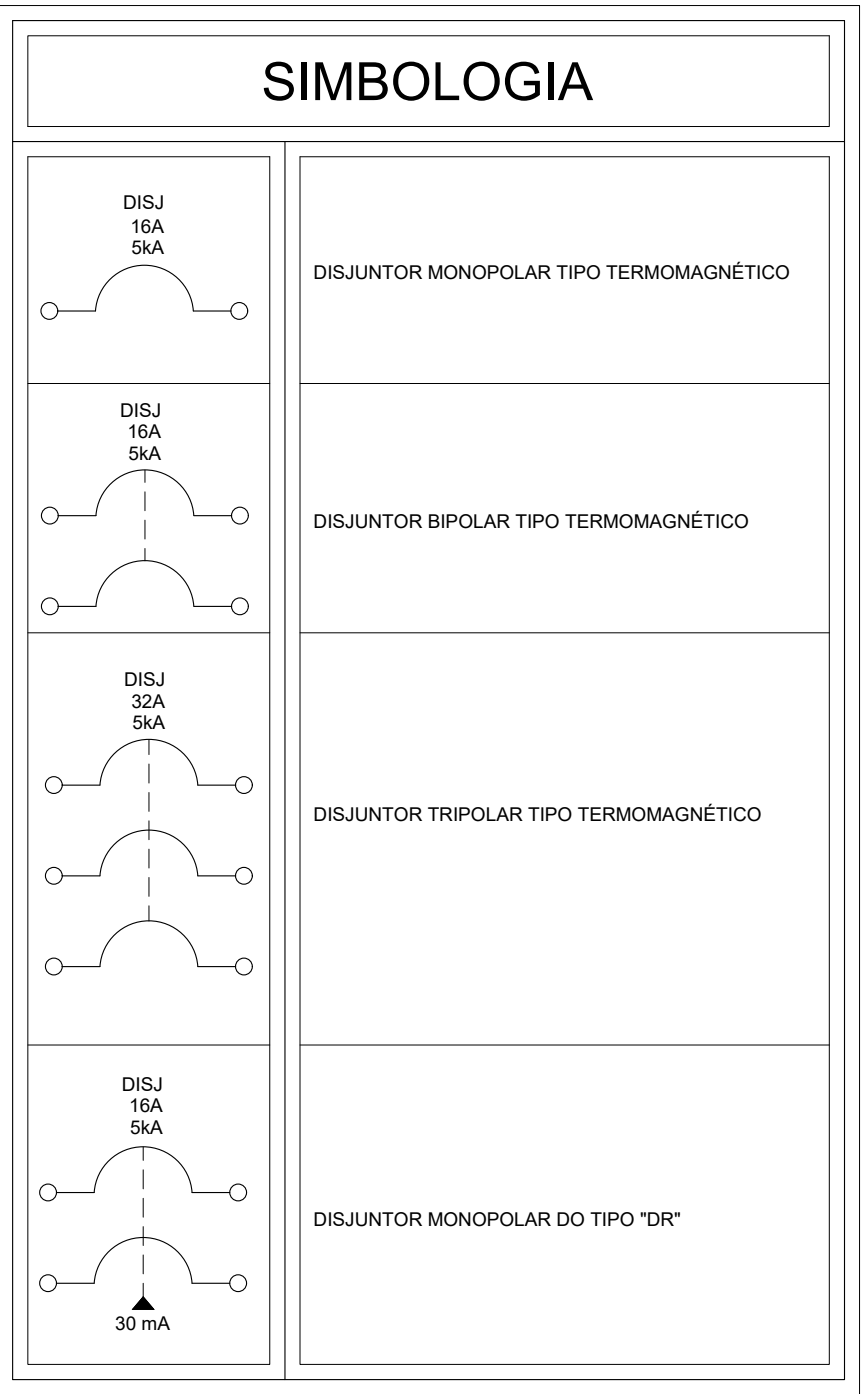 SIMBOLOGIA
DISJ
16A
5kA
DISJUNTOR MONOPOLAR TIPO TERMOMAGNÉTICO
DISJ
16A
5kA
DISJUNTOR BIPOLAR TIPO TERMOMAGNÉTICO
DISJ
32A
5kA
DISJUNTOR TRIPOLAR TIPO TERMOMAGNÉTICO
DISJ
16A
5kA
DISJUNTOR MONOPOLAR DO TIPO "DR"
30 mA